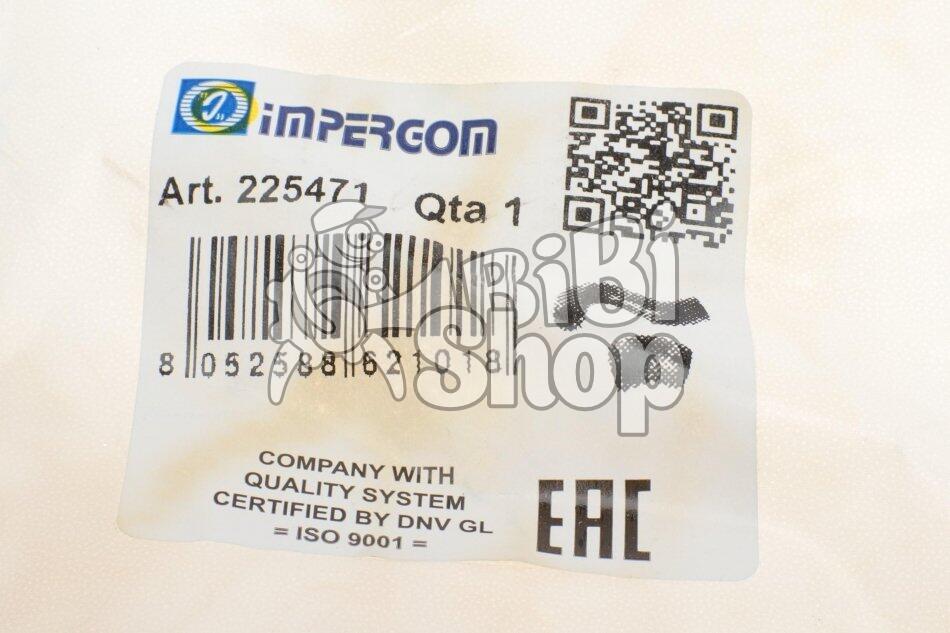 IMPERGOM
Art. 225471 Qta 1
8 052588 621018
BRIKI
Shop
COMPANY WITH
QUALITY SYSTEM
CERTIFIED BY DNV GL
= ISO 9001 =
EAC